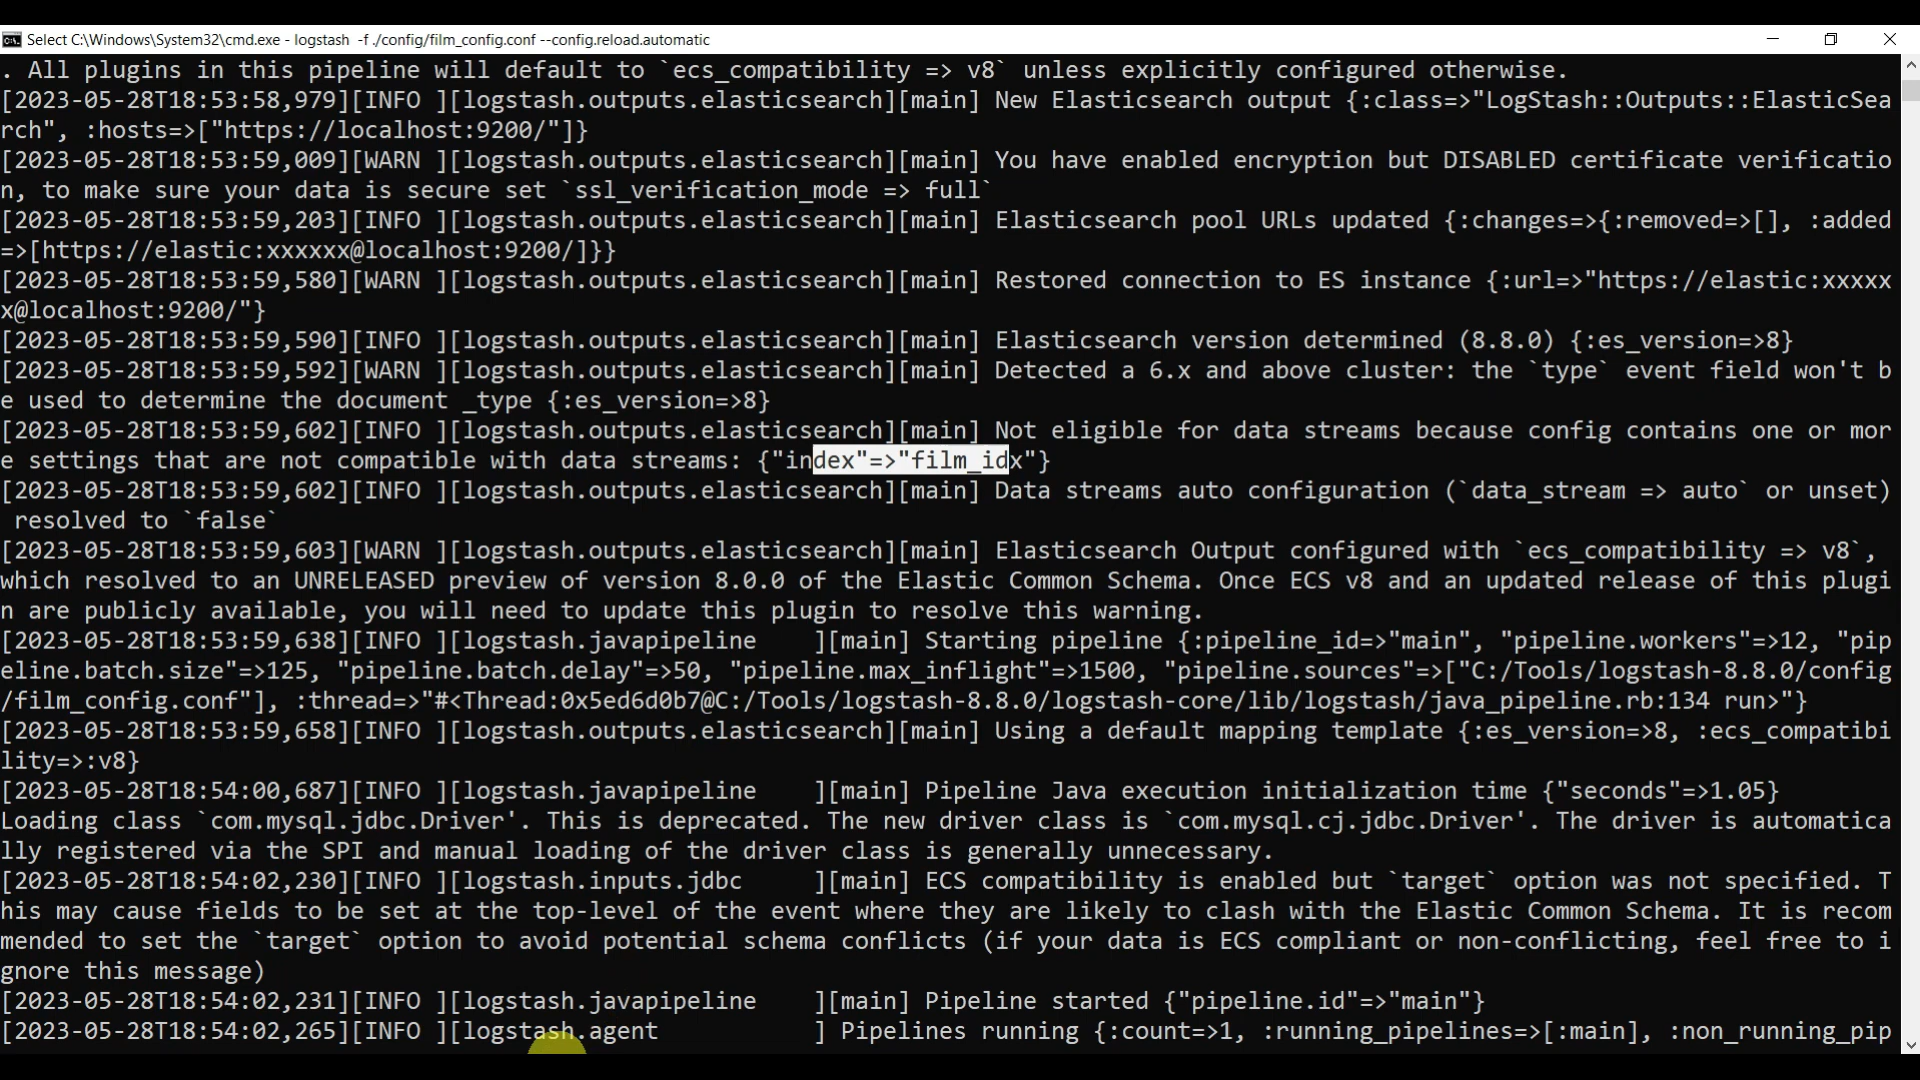 Select C:\Windows\System32\cmd.exe - logstash  -f ./config/film_config.conf --config.reload.automatic
. All plugins in this pipeline will default to `ecs_compatibility => v8` unless explicitly configured otherwise.
[2023-05-28T18:53:58,979][INFO ][logstash.outputs.elasticsearch][main] New Elasticsearch output {:class=>"LogStash::Outputs::ElasticSea
rch", :hosts=>["https://localhost:9200/"]}
[2023-05-28T18:53:59,009][WARN ][logstash.outputs.elasticsearch][main] You have enabled encryption but DISABLED certificate verificatio
n, to make sure your data is secure set `ssl_verification_mode => full`
[2023-05-28T18:53:59,203][INFO ][logstash.outputs.elasticsearch][main] Elasticsearch pool URLs updated {:changes=>{:removed=>[], :added
=>[https://elastic:xxxxxx@localhost:9200/]}}
[2023-05-28T18:53:59,580][WARN ][logstash.outputs.elasticsearch][main] Restored connection to ES instance {:url=>"https://elastic:xxxxx
x@localhost:9200/"}
[2023-05-28T18:53:59,590][INFO ][logstash.outputs.elasticsearch][main] Elasticsearch version determined (8.8.0) {:es_version=>8}
[2023-05-28T18:53:59,592][WARN ][logstash.outputs.elasticsearch][main] Detected a 6.x and above cluster: the `type` event field won't b
e used to determine the document _type {:es_version=>8}
[2023-05-28T18:53:59,602][INFO ][logstash.outputs.elasticsearch][main] Not eligible for data streams because config contains one or mor
e settings that are not compatible with data streams: {"index"=>"film_idx"}
[2023-05-28T18:53:59,602][INFO ][logstash.outputs.elasticsearch][main] Data streams auto configuration (`data_stream => auto` or unset)
 resolved to `false`
[2023-05-28T18:53:59,603][WARN ][logstash.outputs.elasticsearch][main] Elasticsearch Output configured with `ecs_compatibility => v8`,
which resolved to an UNRELEASED preview of version 8.0.0 of the Elastic Common Schema. Once ECS v8 and an updated release of this plugi
n are publicly available, you will need to update this plugin to resolve this warning.
[2023-05-28T18:53:59,638][INFO ][logstash.javapipeline    ][main] Starting pipeline {:pipeline_id=>"main", "pipeline.workers"=>12, "pip
eline.batch.size"=>125, "pipeline.batch.delay"=>50, "pipeline.max_inflight"=>1500, "pipeline.sources"=>["C:/Tools/logstash-8.8.0/config
/film_config.conf"], :thread=>"#<Thread:0x5ed6d0b7@C:/Tools/logstash-8.8.0/logstash-core/lib/logstash/java_pipeline.rb:134 run>"}
[2023-05-28T18:53:59,658][INFO ][logstash.outputs.elasticsearch][main] Using a default mapping template {:es_version=>8, :ecs_compatibi
lity=>:v8}
[2023-05-28T18:54:00,687][INFO ][logstash.javapipeline    ][main] Pipeline Java execution initialization time {"seconds"=>1.05}
Loading class `com.mysql.jdbc.Driver'. This is deprecated. The new driver class is `com.mysql.cj.jdbc.Driver'. The driver is automatica
lly registered via the SPI and manual loading of the driver class is generally unnecessary.
[2023-05-28T18:54:02,230][INFO ][logstash.inputs.jdbc     ][main] ECS compatibility is enabled but `target` option was not specified. T
his may cause fields to be set at the top-level of the event where they are likely to clash with the Elastic Common Schema. It is recom
mended to set the `target` option to avoid potential schema conflicts (if your data is ECS compliant or non-conflicting, feel free to i
gnore this message)
[2023-05-28T18:54:02,231][INFO ][logstash.javapipeline    ][main] Pipeline started {"pipeline.id"=>"main"}
[2023-05-28T18:54:02,265][INFO ][logstash.agent           ] Pipelines running {:count=>1, :running_pipelines=>[:main], :non_running_pip